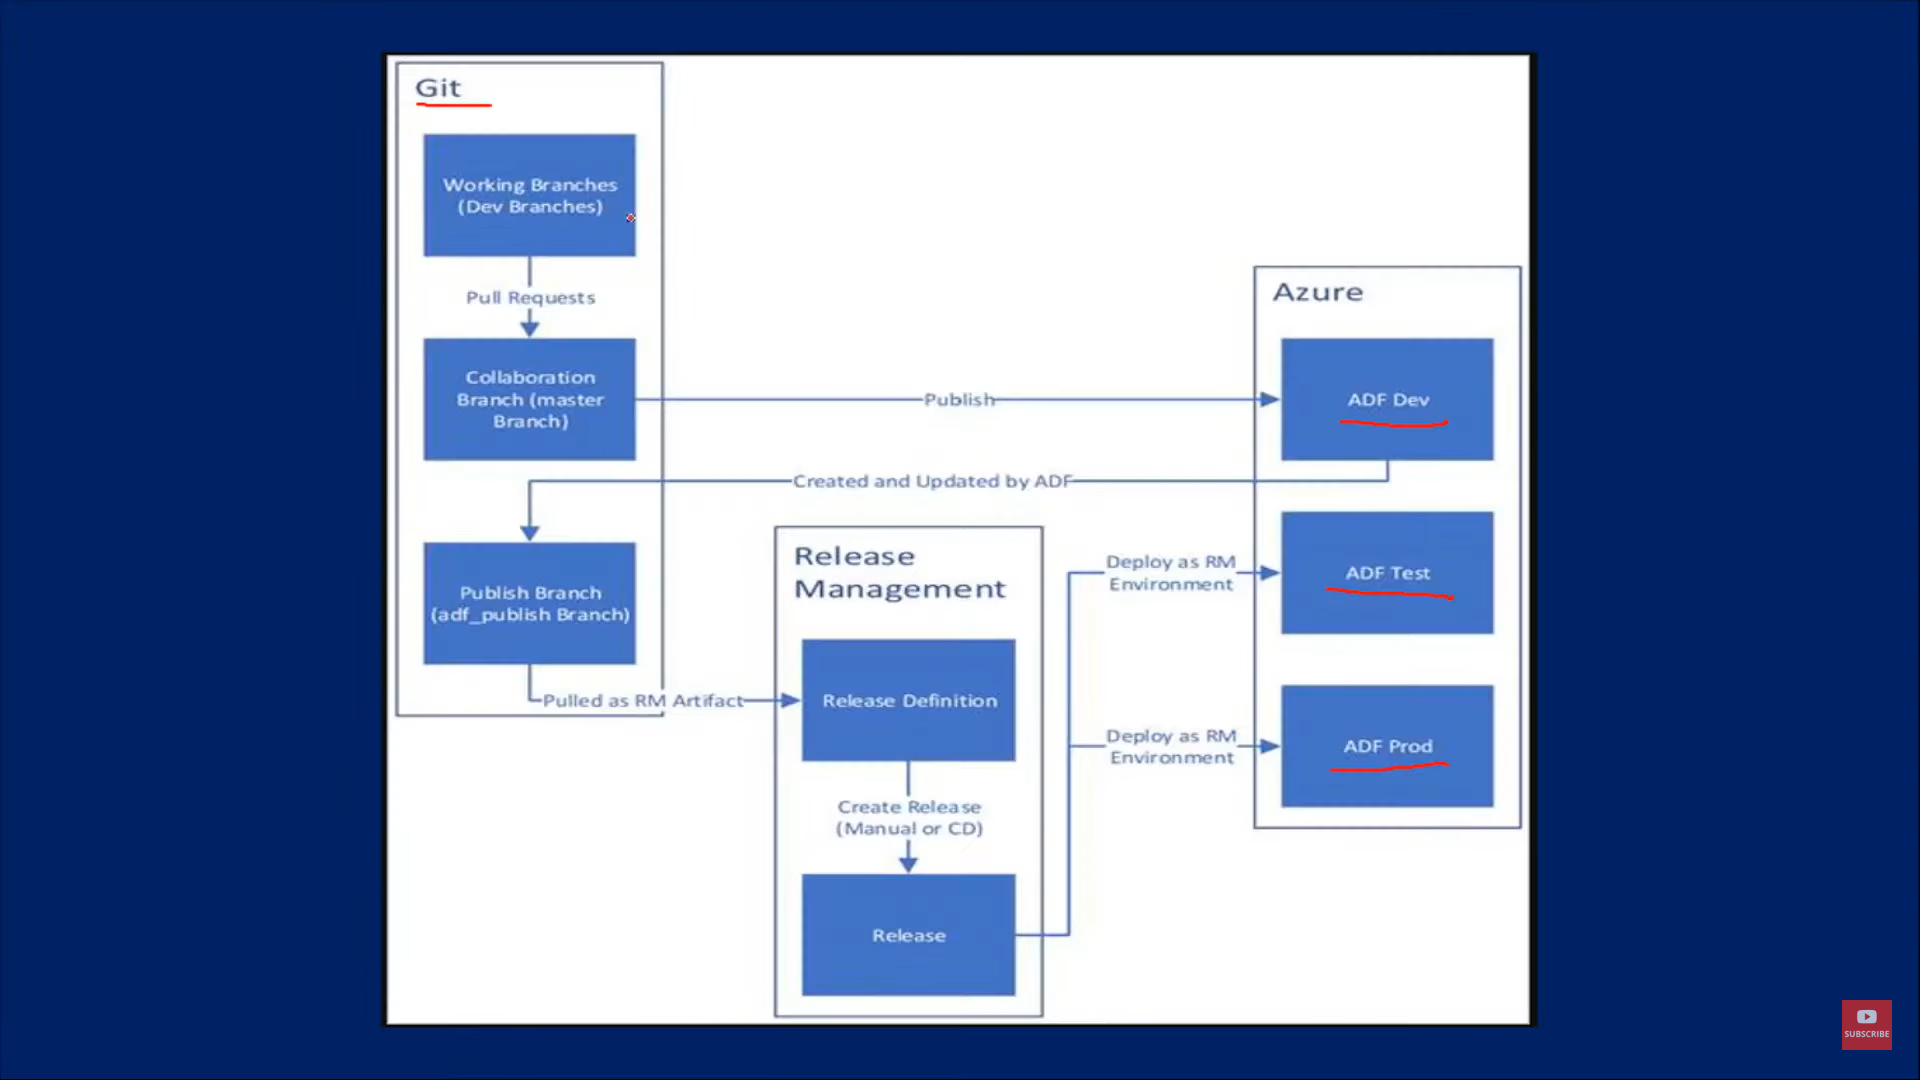 Git
Working Branches
(Dev Branches)
Pull Requests
Collaboration
Branch (master
Branch)
Publish
Azure
ADF Dev
Created and Updated by ADF
Publish Branch
(adf_publish Branch)
Pulled as RM Artifact
Release
Management
Release Definition
Create Release
(Manual or CD)
Release
Deploy as RM
Environment
ADF Test
Deploy as RM
Environment
ADF Prod
SUBSCRIBE